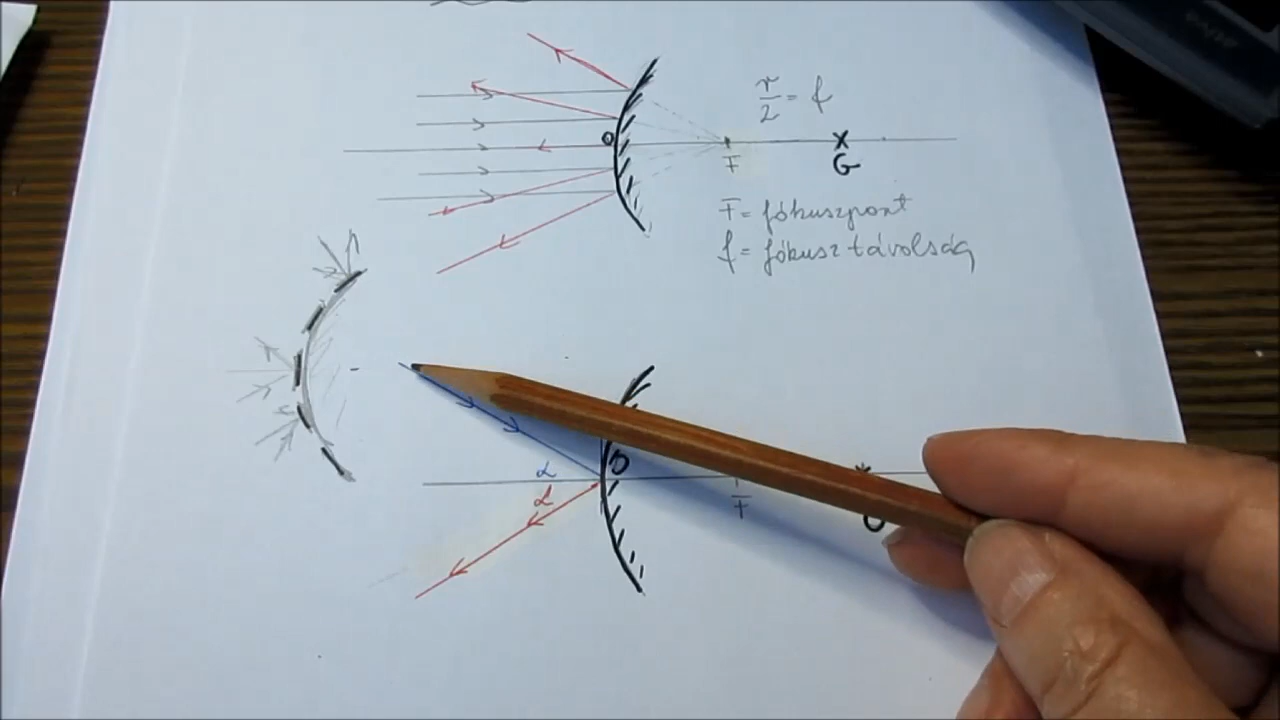 r/2 = f
O
F
G
F = fókuszpont
f = fókusz távolság
α
α
O
F